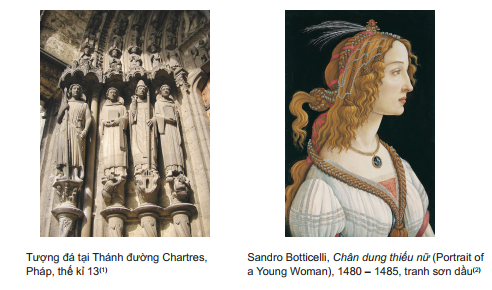 Tượng đá tại Thánh đường Chartres,
Pháp, thế kỉ 13(1)
Sandro Botticelli, Chân dung thiếu nữ (Portrait of
a Young Woman), 1480 – 1485, tranh sơn dầu(2)